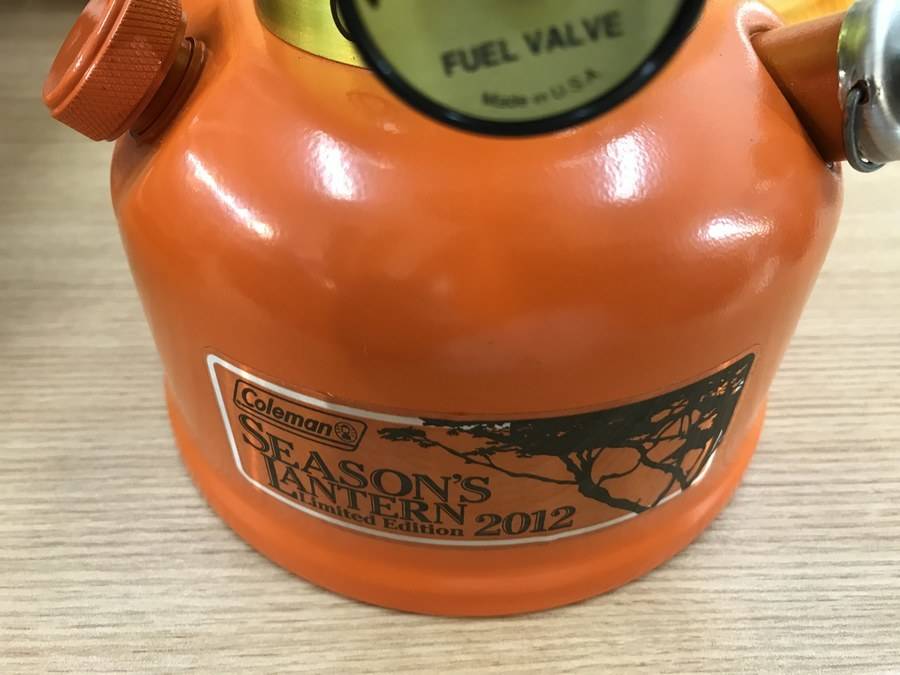 FUEL VALVE
Made in U.S.A.
Coleman
SEASON'S
LANTERN
Limited Edition 2012